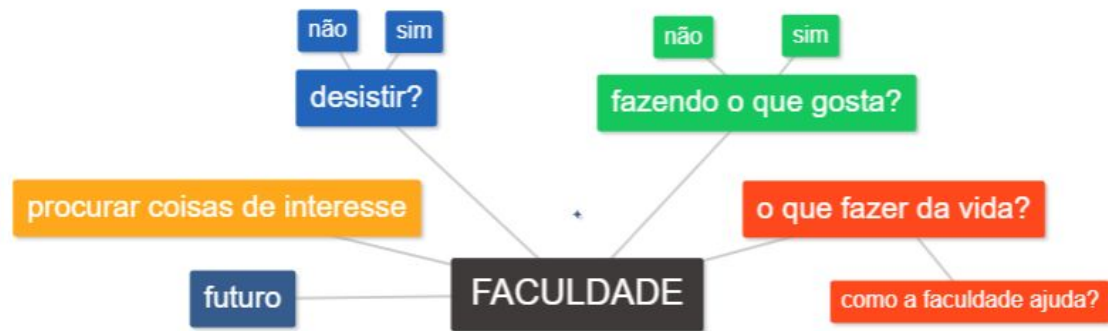 não
sim
desistir?
não
sim
fazendo o que gosta?
procurar coisas de interesse
o que fazer da vida?
futuro
FACULDADE
como a faculdade ajuda?